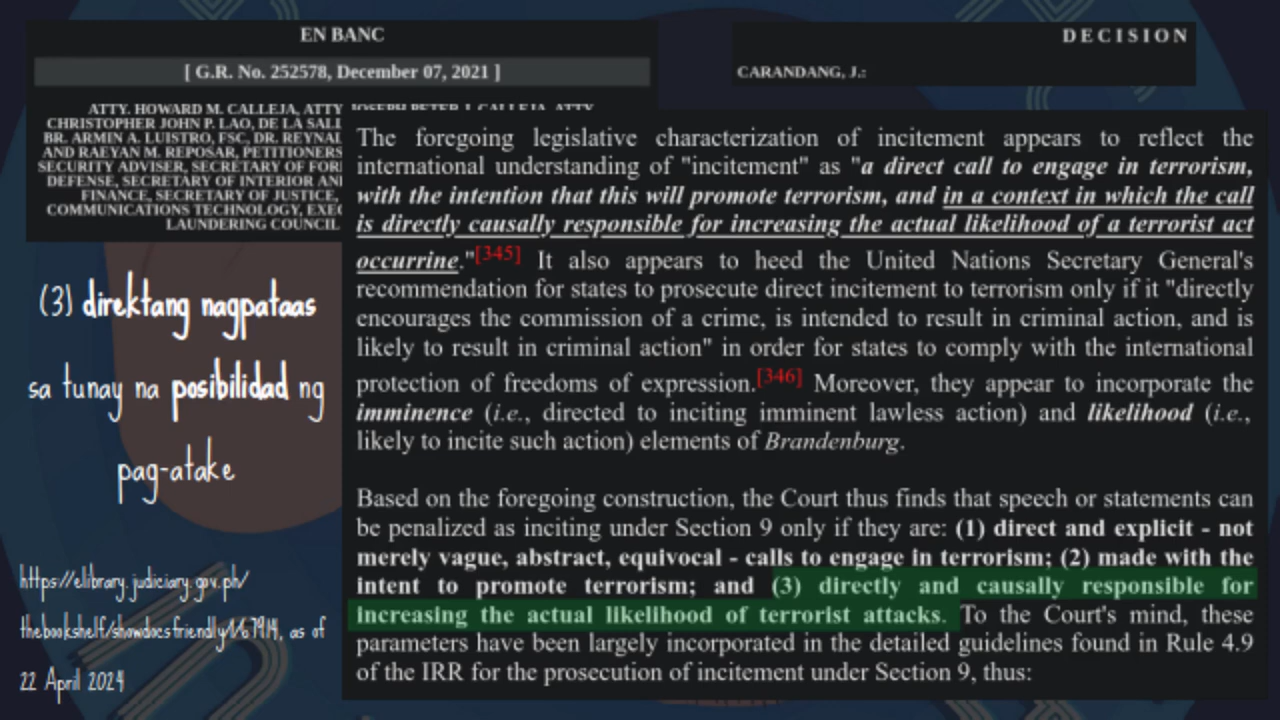 EN BANC
[ G.R. No. 252578, December 07, 2021 ]
ATTY. HOWARD M. CALLEJA, ATTY. JOSEPH PETER J. CALLEJA, ATTY.
CHRISTOPHER JOHN P. LAO, DE LA SALL
BR. ARMIN A. LUISTRO, FSC, DR. REYNAL
AND RAEYAN M. REPOSAR, PETITIONERS
SECURITY ADVISER, SECRETARY OF FOR
DEFENSE, SECRETARY OF INTERIOR AN
FINANCE, SECRETARY OF JUSTICE,
COMMUNICATIONS TECHNOLOGY, EXEC
LAUNDERING COUNCIL
DECISION
CARANDANG, J.:
(3) direktang nagpataas
sa tunay na posibilidad ng
pag-atake
https://elibrary.judiciary.gov.ph/
22 April 2024
The foregoing legislative characterization of incitement appears to reflect the
international understanding of "incitement" as "a direct call to engage in terrorism,
with the intention that this will promote terrorism, and in a context in which the call
is directly causally responsible for increasing the actual likelihood of a terrorist act
occurrine."[345] It also appears to heed the United Nations Secretary General's
recommendation for states to prosecute direct incitement to terrorism only if it "directly
encourages the commission of a crime, is intended to result in criminal action, and is
likely to result in criminal action" in order for states to comply with the international
protection of freedoms of expression.[346] Moreover, they appear to incorporate the
imminence (i.e., directed to inciting imminent lawless action) and likelihood (i.e.,
likely to incite such action) elements of Brandenburg.
Based on the foregoing construction, the Court thus finds that speech or statements can
be penalized as inciting under Section 9 only if they are: (1) direct and explicit - not
merely vague, abstract, equivocal - calls to engage in terrorism; (2) made with the
intent to promote terrorism; and (3) directly and causally responsible for
increasing the actual likelihood of terrorist attacks. To the Court's mind, these
parameters have been largely incorporated in the detailed guidelines found in Rule 4.9
of the IRR for the prosecution of incitement under Section 9, thus: